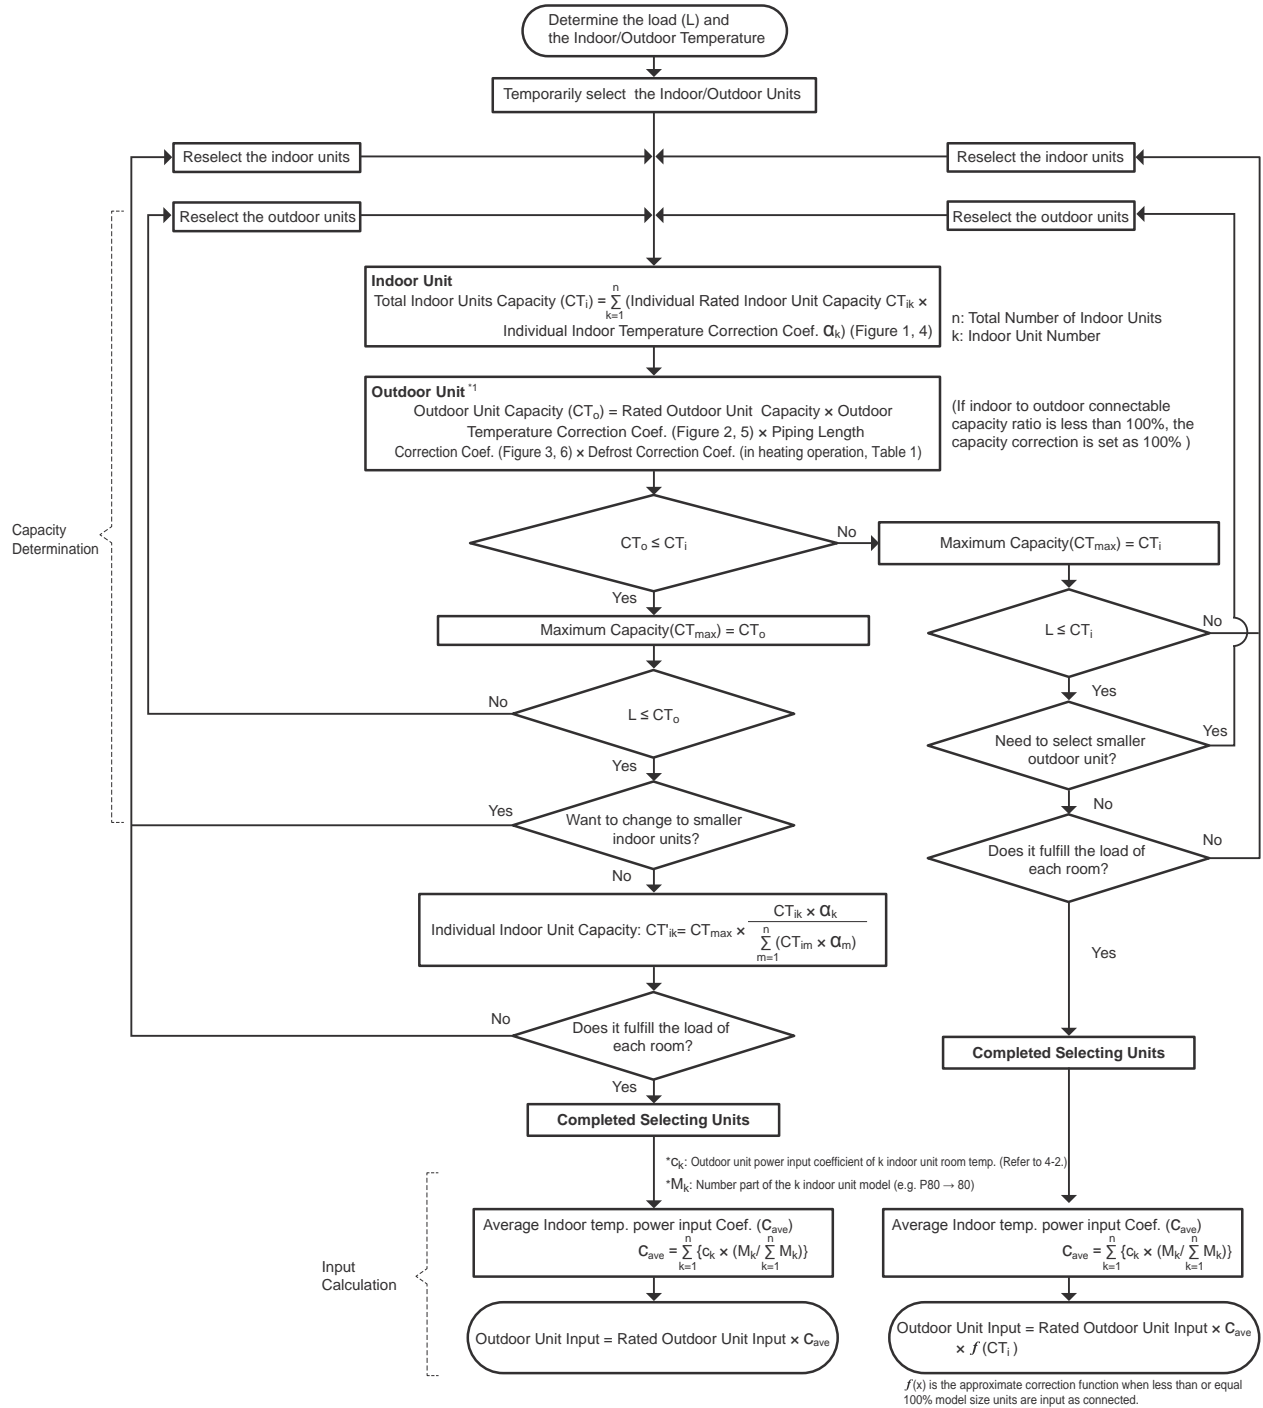 Determine the load (L) and
the Indoor/Outdoor Temperature
Temporarily select the Indoor/Outdoor Units
Reselect the indoor units
Reselect the indoor units
Reselect the outdoor units
Reselect the outdoor units
Indoor Unit
Total Indoor Units Capacity (CTi) = n Σ k=1 (Individual Rated Indoor Unit Capacity CTik ×
Individual Indoor Temperature Correction Coef. αk) (Figure 1, 4)
n: Total Number of Indoor Units
k: Indoor Unit Number
Outdoor Unit *1
Outdoor Unit Capacity (CTo) = Rated Outdoor Unit Capacity × Outdoor
Temperature Correction Coef. (Figure 2, 5) × Piping Length
Correction Coef. (Figure 3, 6) × Defrost Correction Coef. (in heating operation, Table 1)
(If indoor to outdoor connectable
capacity ratio is less than 100%, the
capacity correction is set as 100% )
Capacity
Determination
CTo ≤ CTi
No
Maximum Capacity(CTmax) = CTi
Yes
Maximum Capacity(CTmax) = CTo
L ≤ CTi
No
Yes
No
L ≤ CTo
Yes
Need to select smaller
outdoor unit?
Yes
No
Yes
Want to change to smaller
indoor units?
No
Does it fulfill the load of
each room?
No
Yes
Individual Indoor Unit Capacity: CT'ik= CTmax × CTik × αk / n Σ m=1 (CTim × αm)
No
Does it fulfill the load of
each room?
Yes
Completed Selecting Units
Completed Selecting Units
*ck: Outdoor unit power input coefficient of k indoor unit room temp. (Refer to 4-2.)
*Mk: Number part of the k indoor unit model (e.g. P80 → 80)
Input
Calculation
Average Indoor temp. power input Coef. (Cave)
Cave = n Σ k=1 {ck × (Mk/ n Σ k=1 Mk)}
Average Indoor temp. power input Coef. (Cave)
Cave = n Σ k=1 {ck × (Mk/ n Σ k=1 Mk)}
Outdoor Unit Input = Rated Outdoor Unit Input × Cave
Outdoor Unit Input = Rated Outdoor Unit Input × Cave
× f (CTi )
f(x) is the approximate correction function when less than or equal
100% model size units are input as connected.